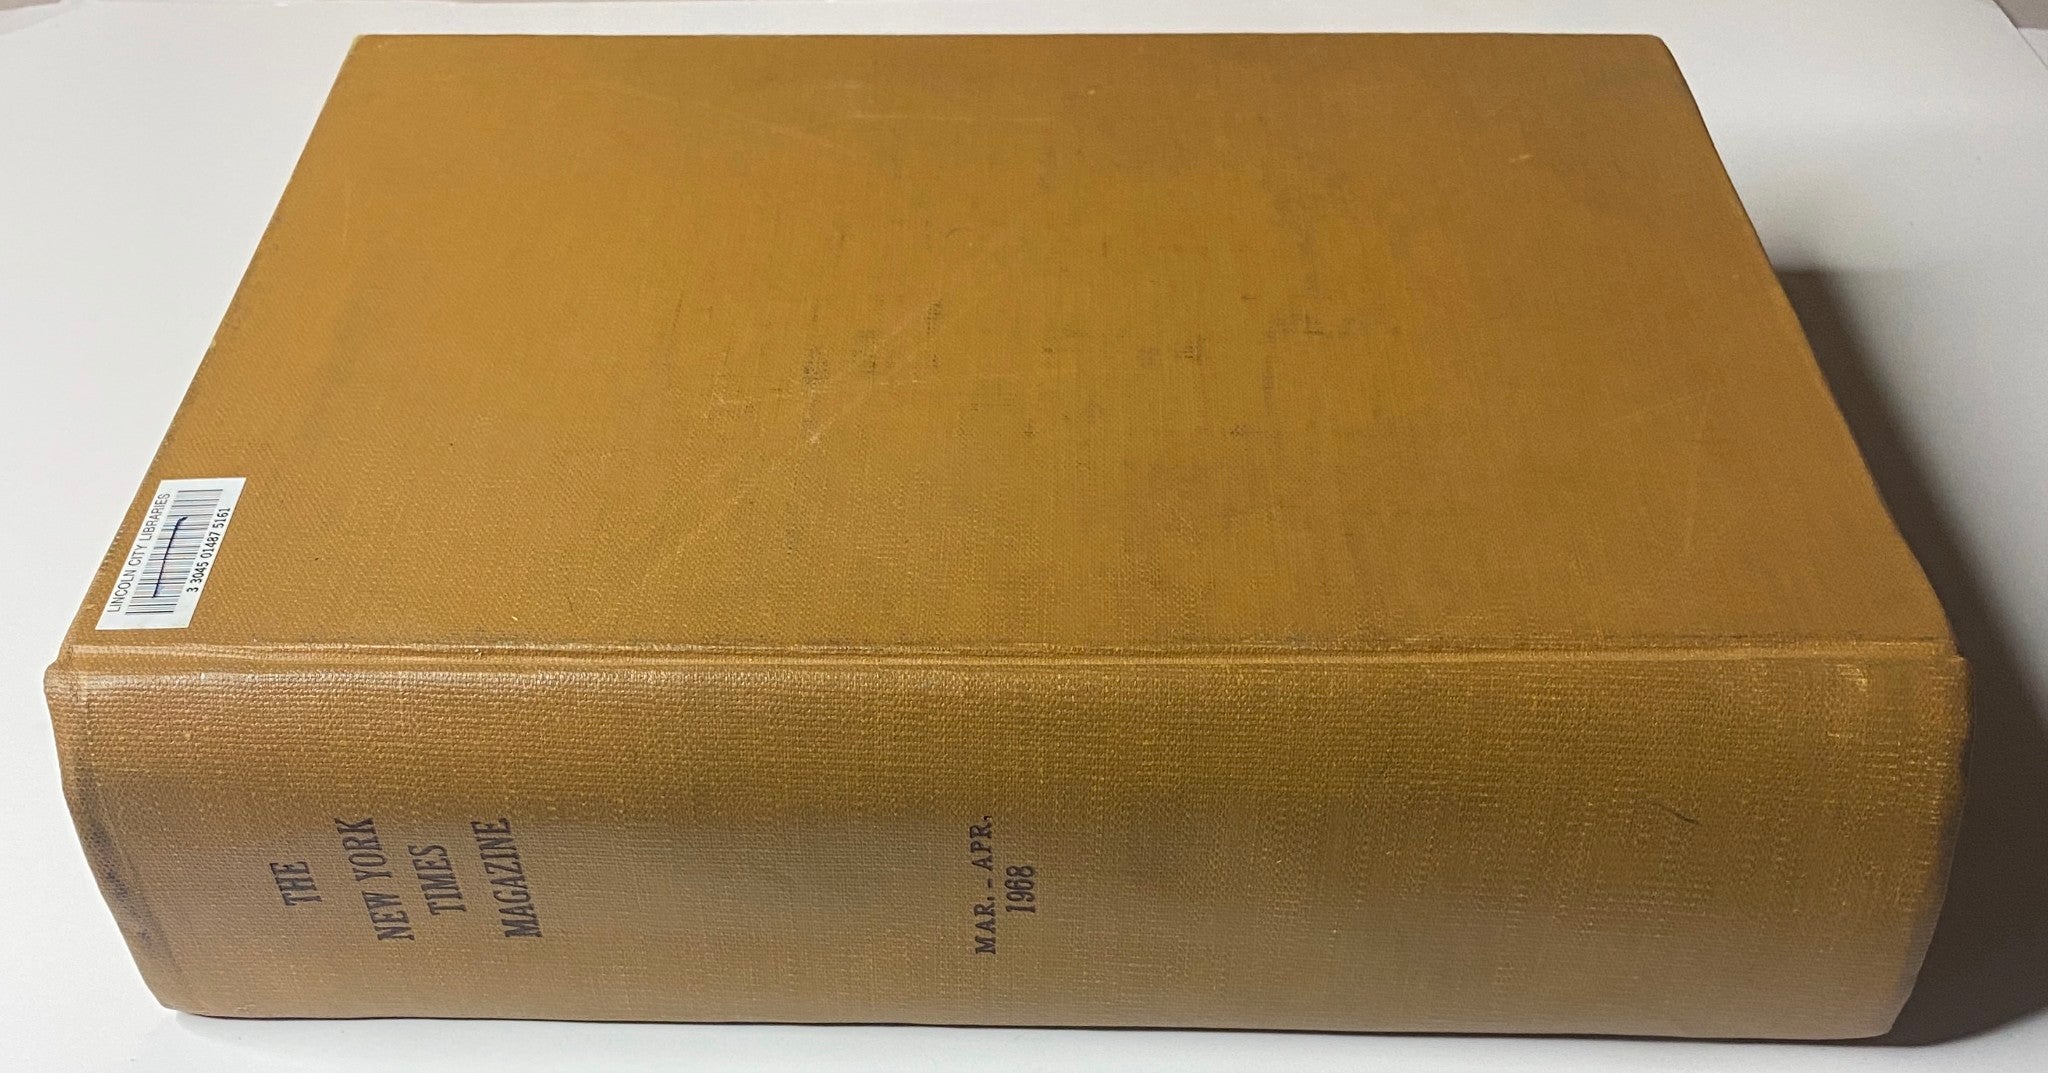 LINCOLN CITY LIBRARIES
3 3045 01487 5161
THE
NEW YORK
TIMES
MAGAZINE
MAR. - APR.
1968